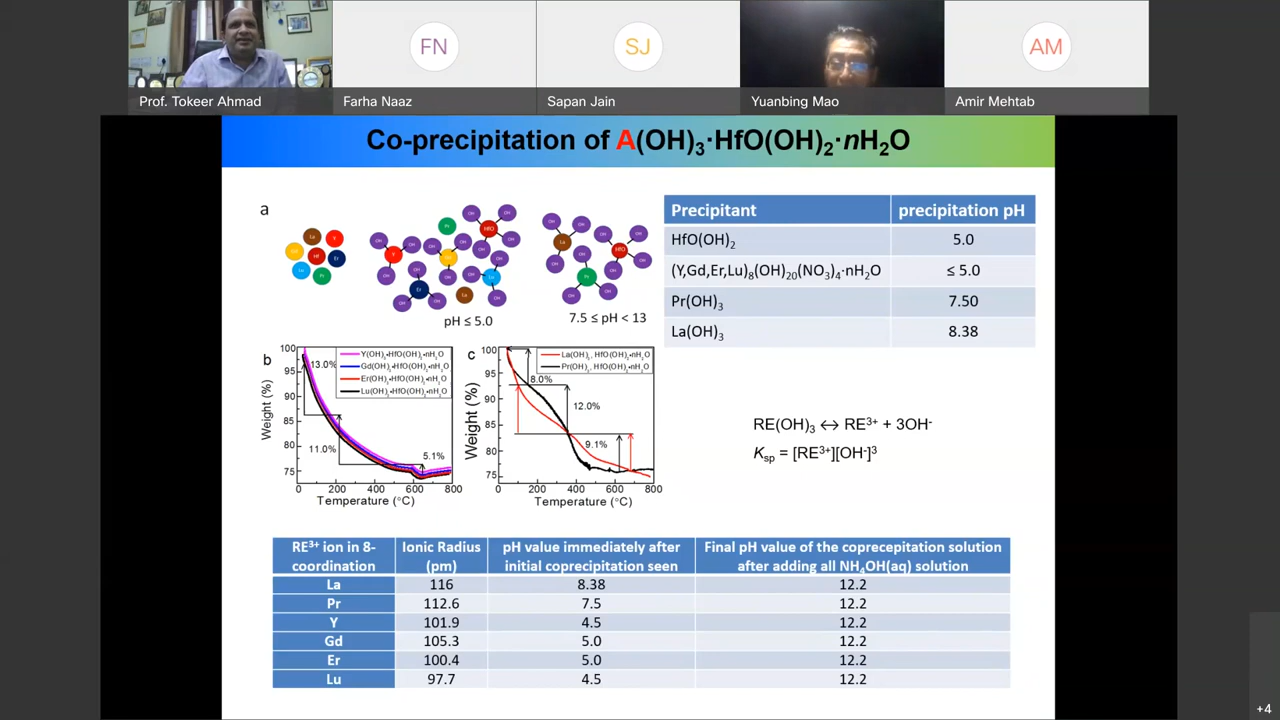 FN
SJ
AM
Prof. Tokeer Ahmad
Farha Naaz
Sapan Jain
Yuanbing Mao
Amir Mehtab
Co-precipitation of A(OH)₃·HfO(OH)₂·nH₂O
a
pH ≤ 5.0
7.5 ≤ pH < 13
Precipitant precipitation pH
HfO(OH)₂ 5.0
(Y,Gd,Er,Lu)₈(OH)₂₀(NO₃)₄·nH₂O ≤ 5.0
Pr(OH)₃ 7.50
La(OH)₃ 8.38
b
Weight (%)
100
95
90
85
80
75
13.0%
11.0%
5.1%
Y(OH)₃•HfO(OH)₂•nH₂O
Gd(OH)₃•HfO(OH)₂•nH₂O
Er(OH)₃•HfO(OH)₂•nH₂O
Lu(OH)₃•HfO(OH)₂•nH₂O
0 200 400 600 800
Temperature (°C)
c
Weight (%)
100
95
90
85
80
75
La(OH)₃.HfO(OH)₂•nH₂O
Pr(OH)₃.HfO(OH)₂•nH₂O
8.0%
12.0%
9.1%
0 200 400 600 800
Temperature (°C)
RE(OH)₃ ↔ RE³⁺ + 3OH⁻
Ksp = [RE³⁺][OH⁻]³
RE³⁺ ion in 8-coordination Ionic Radius (pm) pH value immediately after initial coprecipitation seen Final pH value of the coprecepitation solution after adding all NH₄OH(aq) solution
La 116 8.38 12.2
Pr 112.6 7.5 12.2
Y 101.9 4.5 12.2
Gd 105.3 5.0 12.2
Er 100.4 5.0 12.2
Lu 97.7 4.5 12.2
+4